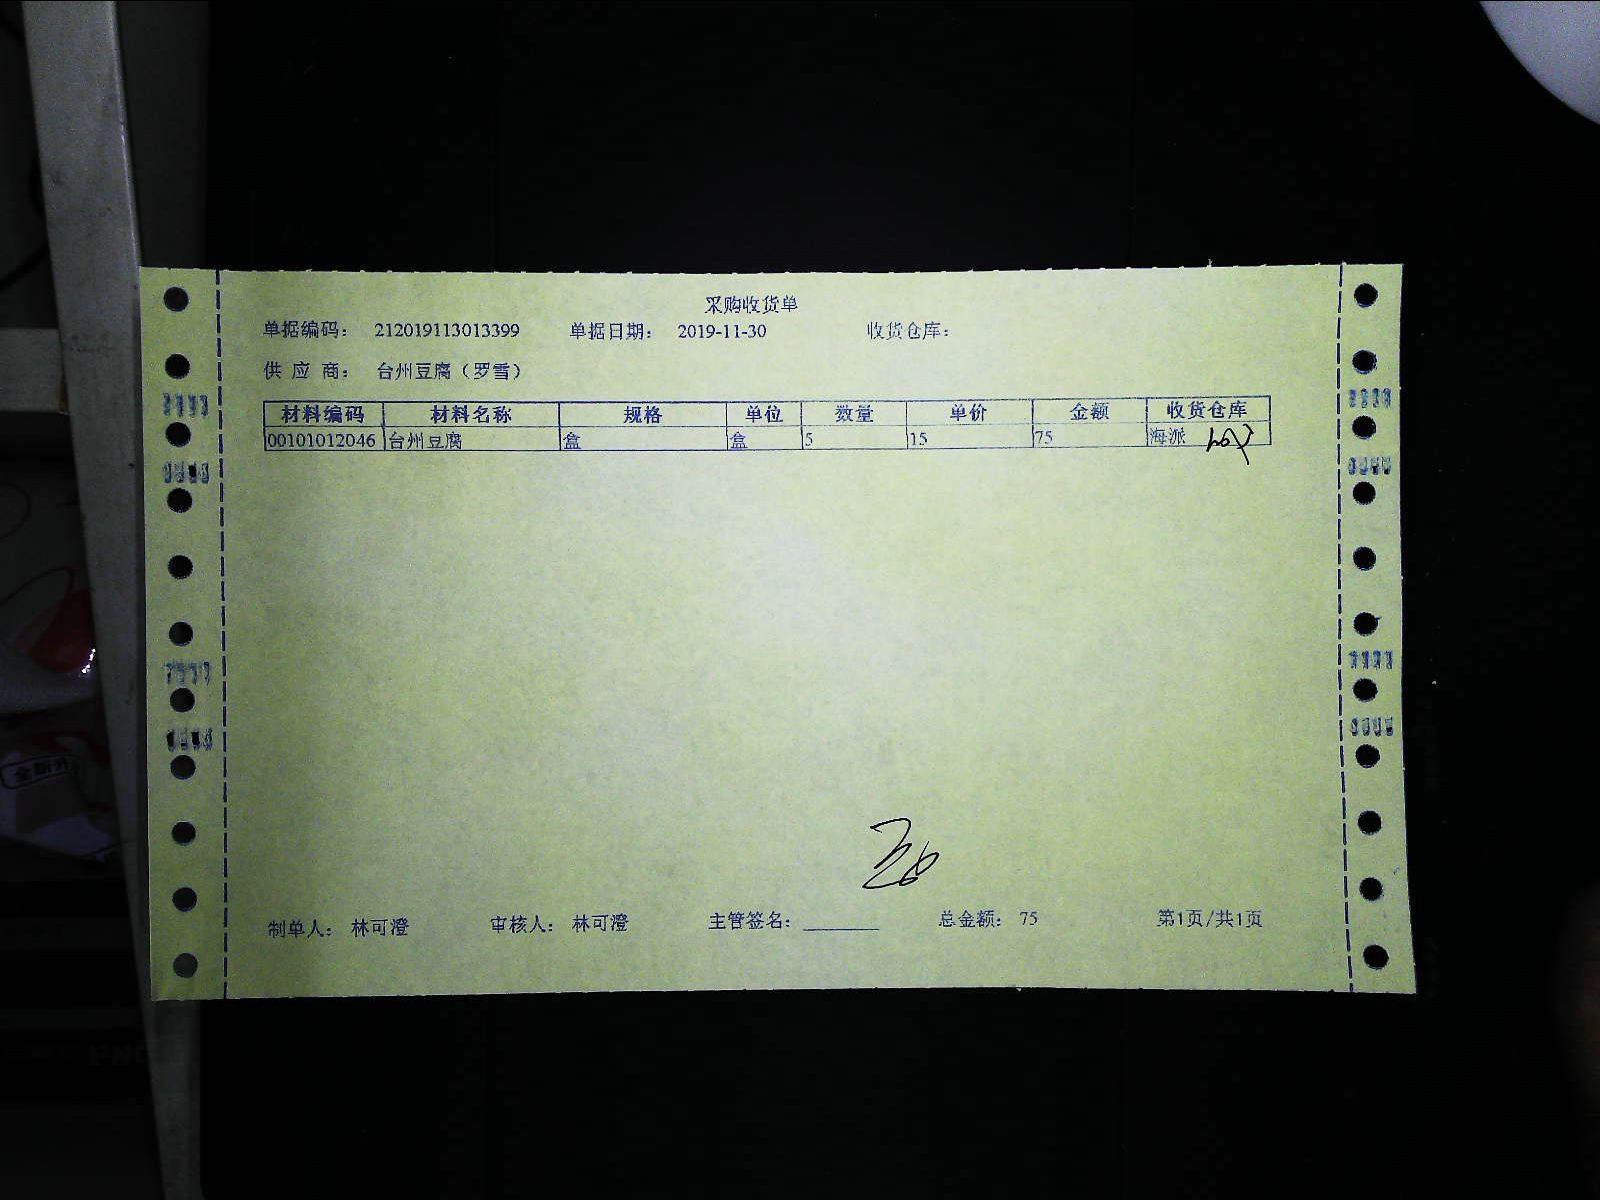 采购收货单
单据编码： 212019113013399 单据日期： 2019-11-30 收货仓库：
供 应 商： 台州豆腐（罗雪）
材料编码 材料名称 规格 单位 数量 单价 金额 收货仓库
00101012046 台州豆腐 盒 盒 5 15 75 海派
制单人： 林可澄 审核人： 林可澄 主管签名： 总金额： 75 第1页/共1页